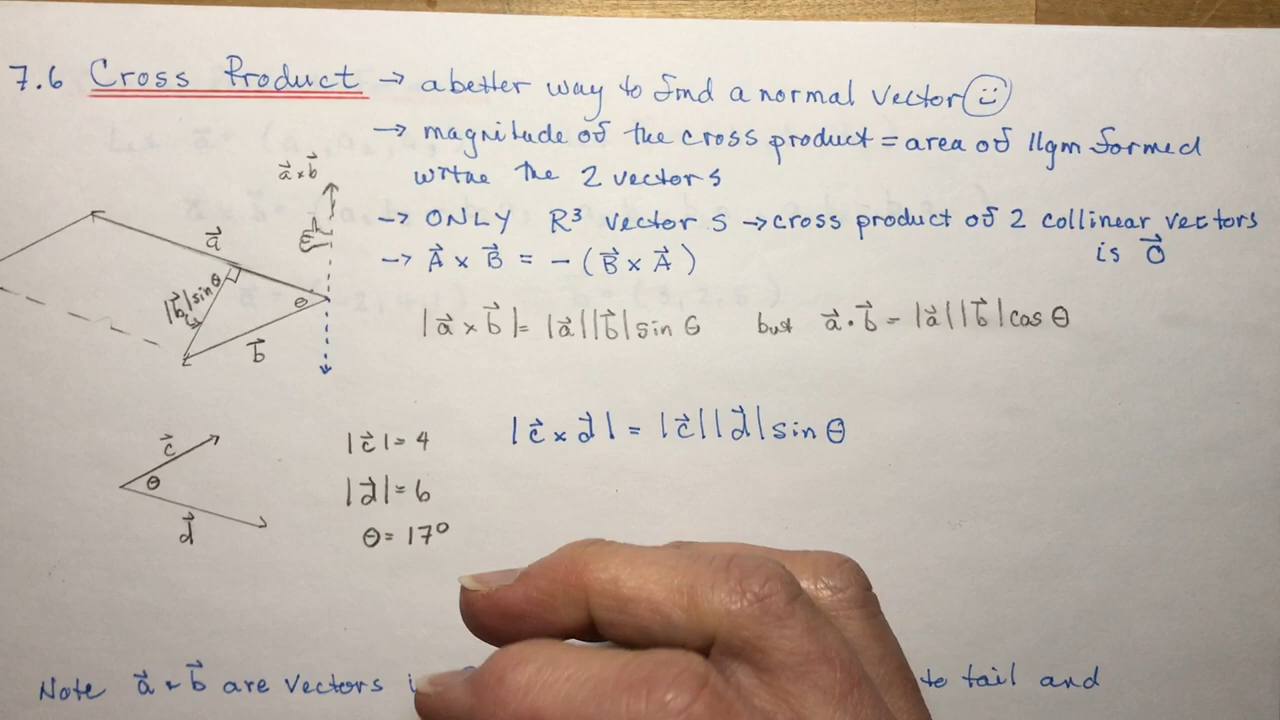 7.6 Cross Product → a better way to find a normal vector
→ magnitude of the cross product = area of llgm formed
the 2 vectors
→ ONLY R³ vectors → cross product of 2 collinear vectors
is 0⃗
→ A⃗ × B⃗ = - (B⃗ × A⃗)
a⃗ × b⃗
a⃗
|b⃗| sin θ
θ
b⃗
|a⃗ × b⃗| = |a⃗||b⃗| sin θ but a⃗ · b⃗ = |a⃗||b⃗| cos θ
c⃗
θ
d⃗
|c⃗| = 4
|d⃗| = 6
θ = 17°
|c⃗ × d⃗| = |c⃗||d⃗| sin θ
Note a⃗ + b⃗ are vectors to tail and